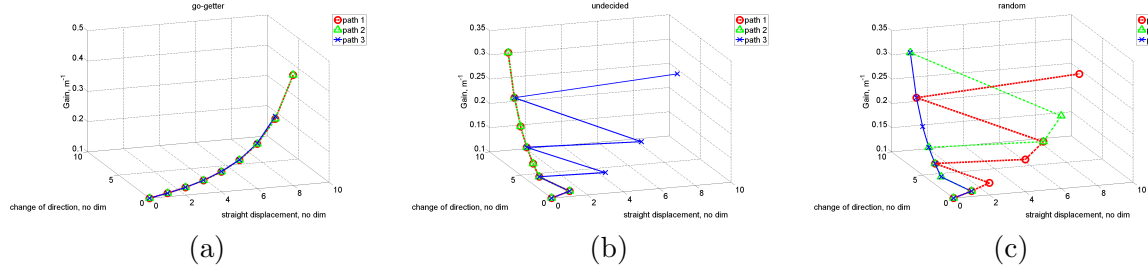 go-getter
0.5
0.4
0.3
0.2
0.1
10
5
0
0
2
4
6
8
10
Gain, m⁻¹
change of direction, no dim
straight displacement, no dim
path 1
path 2
path 3
(a)
undecided
0.35
0.3
0.25
0.2
0.15
0.1
10
5
0
0
2
4
6
8
10
Gain, m⁻¹
change of direction, no dim
straight displacement, no dim
path 1
path 2
path 3
(b)
random
0.35
0.3
0.25
0.2
0.15
0.1
10
5
0
0
2
4
6
8
10
Gain, m⁻¹
change of direction, no dim
straight displacement, no dim
p
p
p
(c)